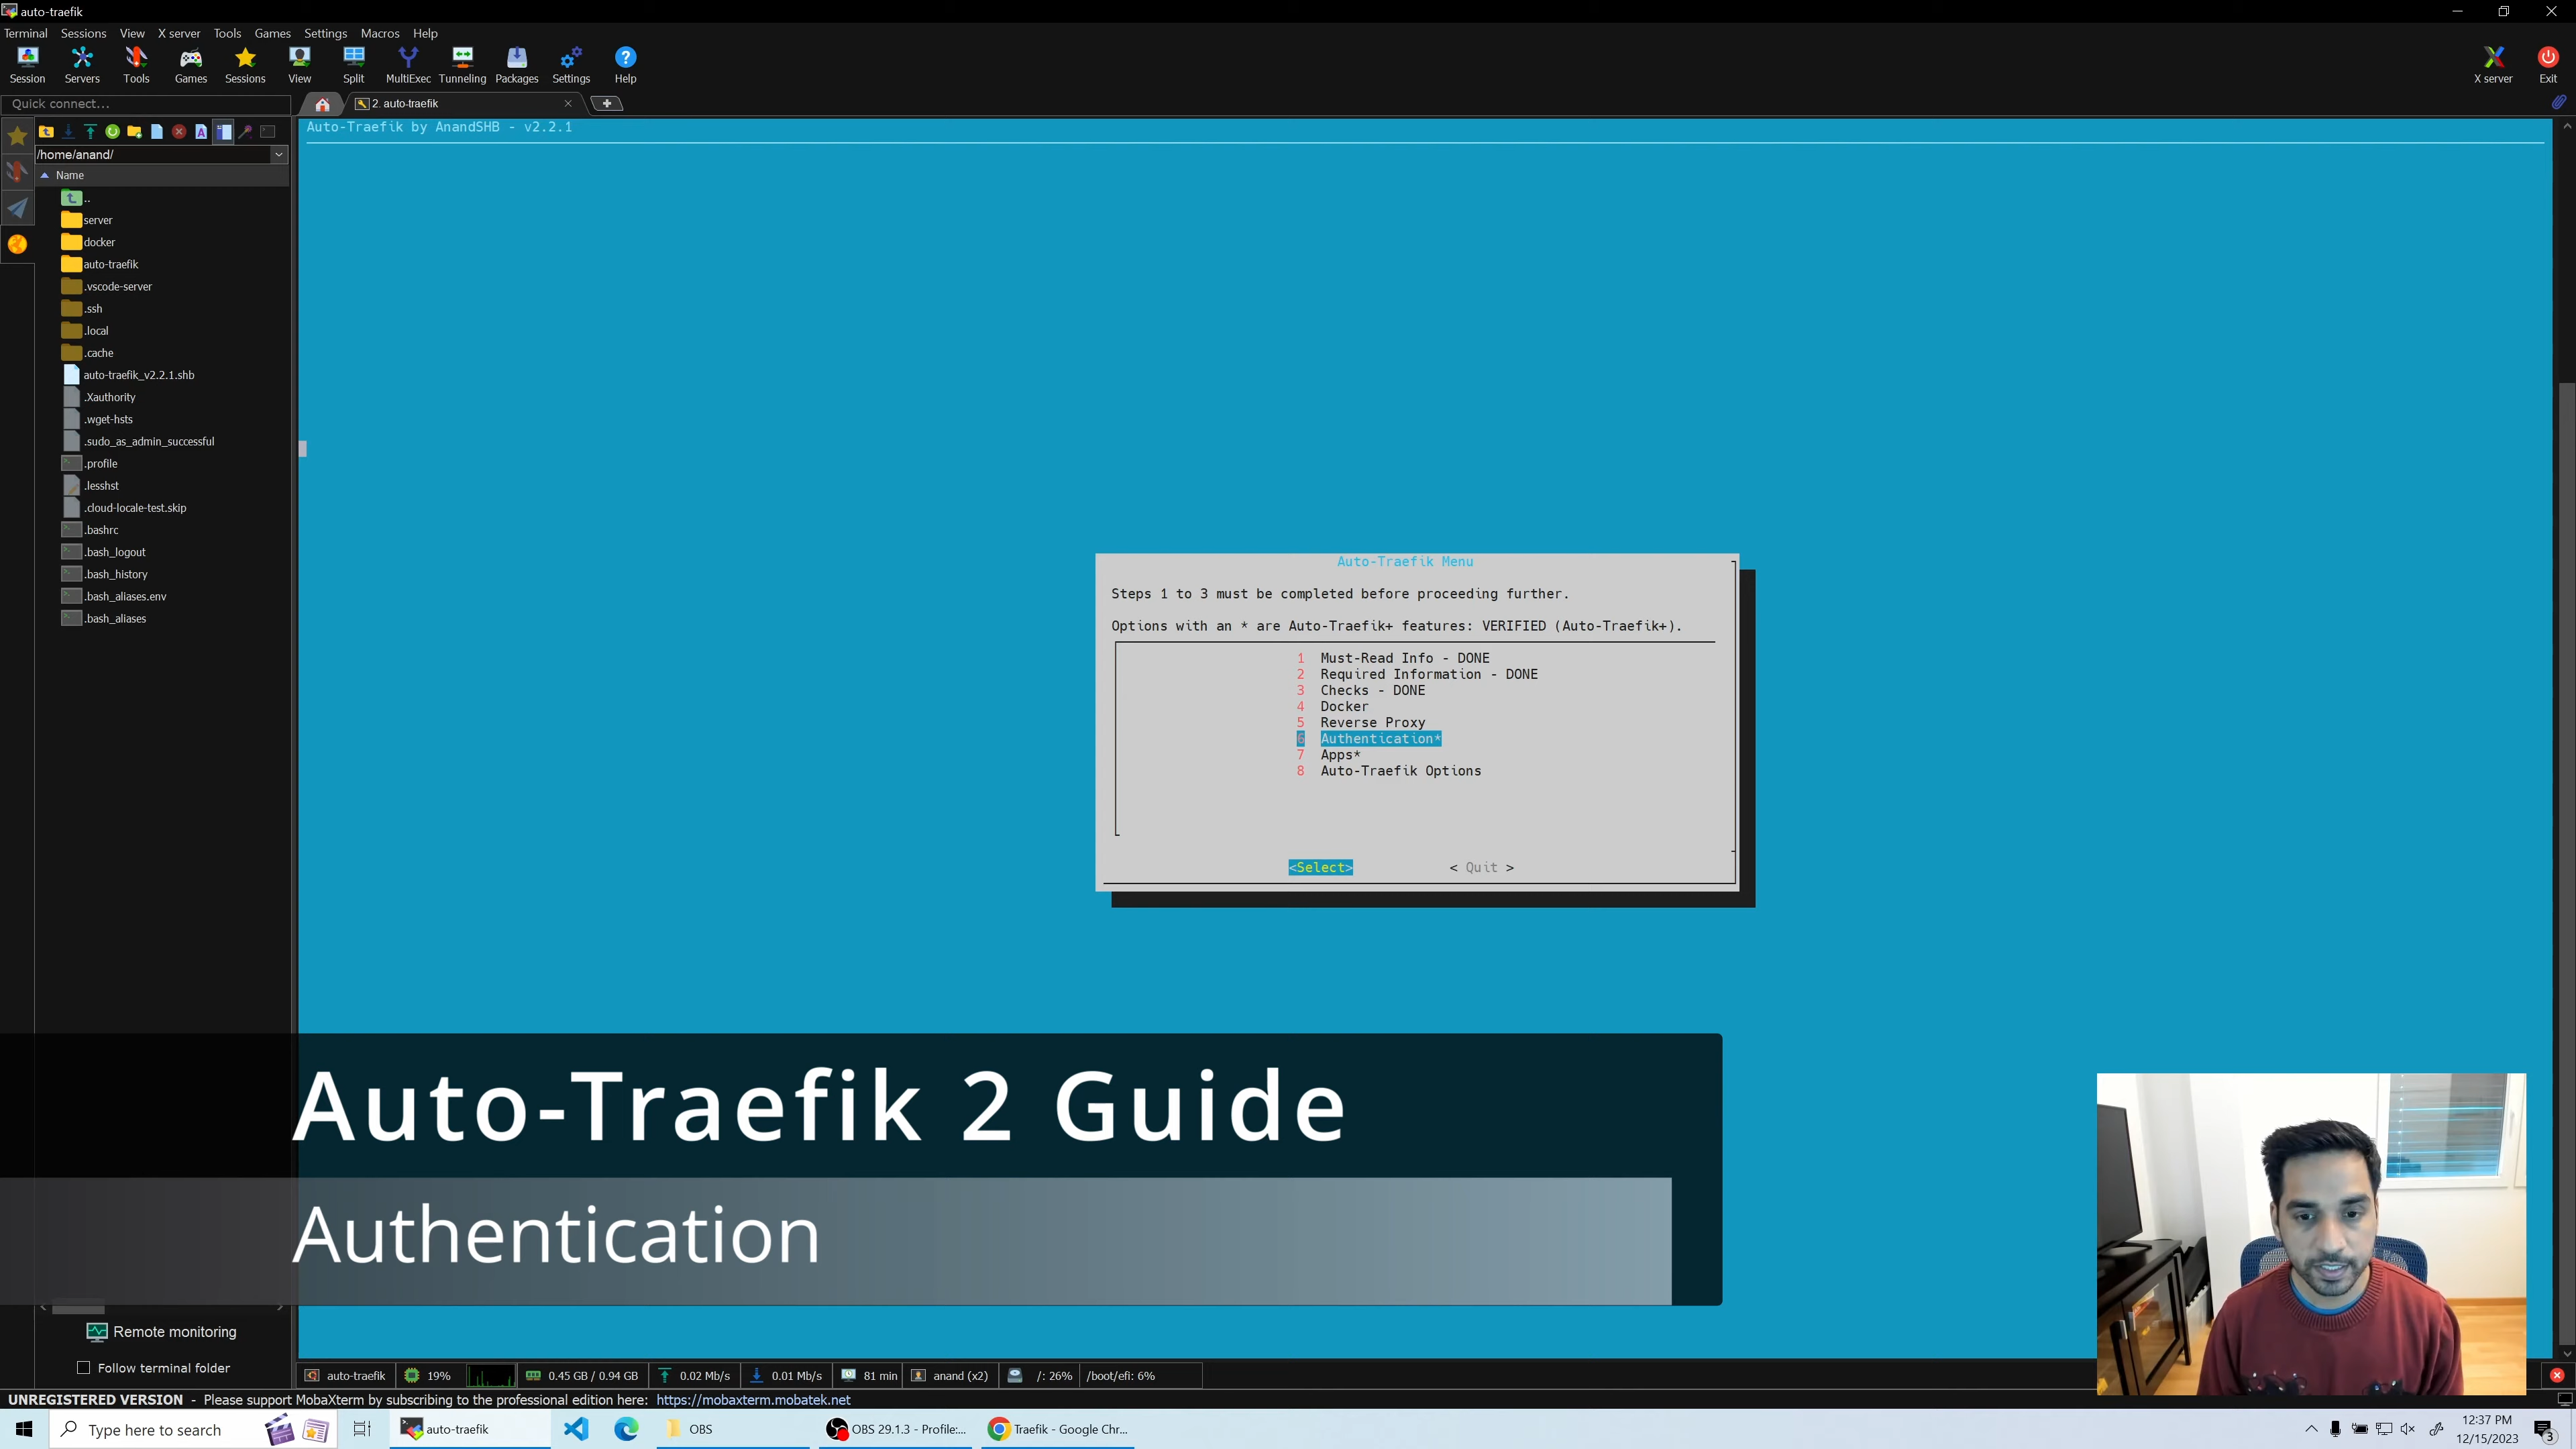 auto-traefik
Terminal Sessions View X server Tools Games Settings Macros Help
Session Servers Tools Games Sessions View Split MultiExec Tunneling Packages Settings Help X server Exit
Quick connect...
2. auto-traefik
/home/anand/
Name
..
server
docker
auto-traefik
.vscode-server
.ssh
.local
.cache
auto-traefik_v2.2.1.shb
.Xauthority
.wget-hsts
.sudo_as_admin_successful
.profile
.lesshst
.cloud-locale-test.skip
.bashrc
.bash_logout
.bash_history
.bash_aliases.env
.bash_aliases
Auto-Traefik by AnandSHB - v2.2.1
Auto-Traefik Menu
Steps 1 to 3 must be completed before proceeding further.
Options with an * are Auto-Traefik+ features: VERIFIED (Auto-Traefik+).
1 Must-Read Info - DONE
2 Required Information - DONE
3 Checks - DONE
4 Docker
5 Reverse Proxy
6 Authentication*
7 Apps*
8 Auto-Traefik Options
<Select> < Quit >
Auto-Traefik 2 Guide
Authentication
Remote monitoring
Follow terminal folder
auto-traefik 19% 0.45 GB / 0.94 GB 0.02 Mb/s 0.01 Mb/s 81 min anand (x2) /: 26% /boot/efi: 6%
UNREGISTERED VERSION - Please support MobaXterm by subscribing to the professional edition here: https://mobaxterm.mobatek.net
Type here to search auto-traefik OBS OBS 29.1.3 - Profile:... Traefik - Google Chr... 12:37 PM
12/15/2023 3